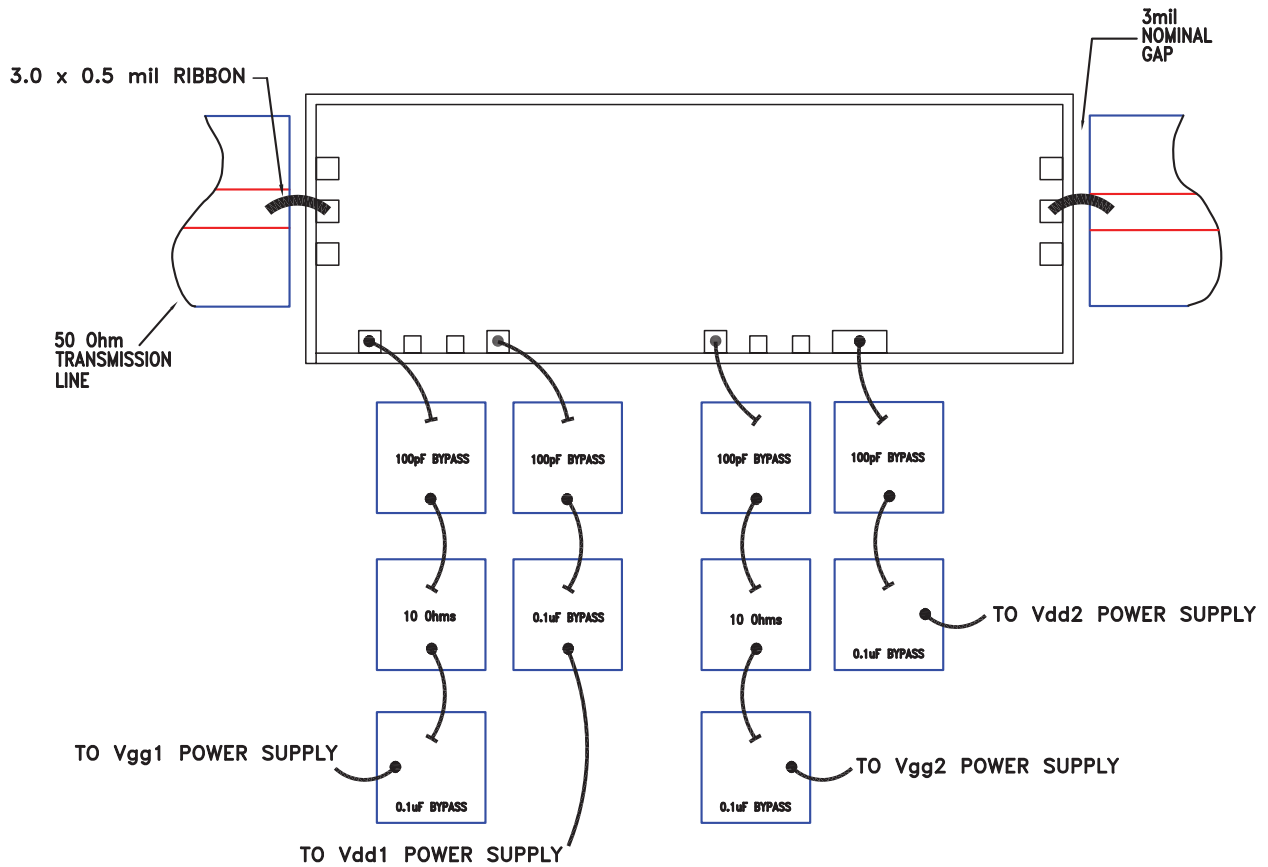 3mil
NOMINAL
GAP
3.0 x 0.5 mil RIBBON
50 Ohm
TRANSMISSION
LINE
100pF BYPASS
100pF BYPASS
100pF BYPASS
100pF BYPASS
10 Ohms
0.1uF BYPASS
10 Ohms
0.1uF BYPASS
TO Vdd2 POWER SUPPLY
TO Vgg1 POWER SUPPLY
0.1uF BYPASS
0.1uF BYPASS
TO Vgg2 POWER SUPPLY
TO Vdd1 POWER SUPPLY